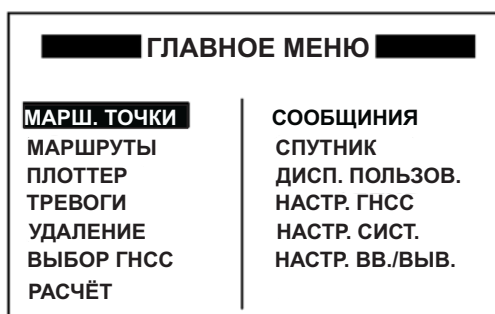 ГЛАВНОЕ МЕНЮ
МАРШ. ТОЧКИ
МАРШРУТЫ
ПЛОТТЕР
ТРЕВОГИ
УДАЛЕНИЕ
ВЫБОР ГНСС
РАСЧЁТ
СООБЩИНИЯ
СПУТНИК
ДИСП. ПОЛЬЗОВ.
НАСТР. ГНСС
НАСТР. СИСТ.
НАСТР. ВВ./ВЫВ.